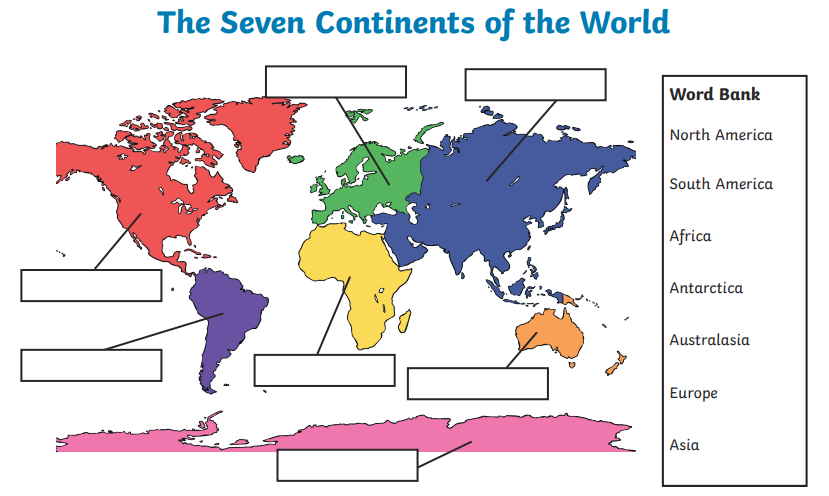 The Seven Continents of the World
Word Bank
North America
South America
Africa
Antarctica
Australasia
Europe
Asia